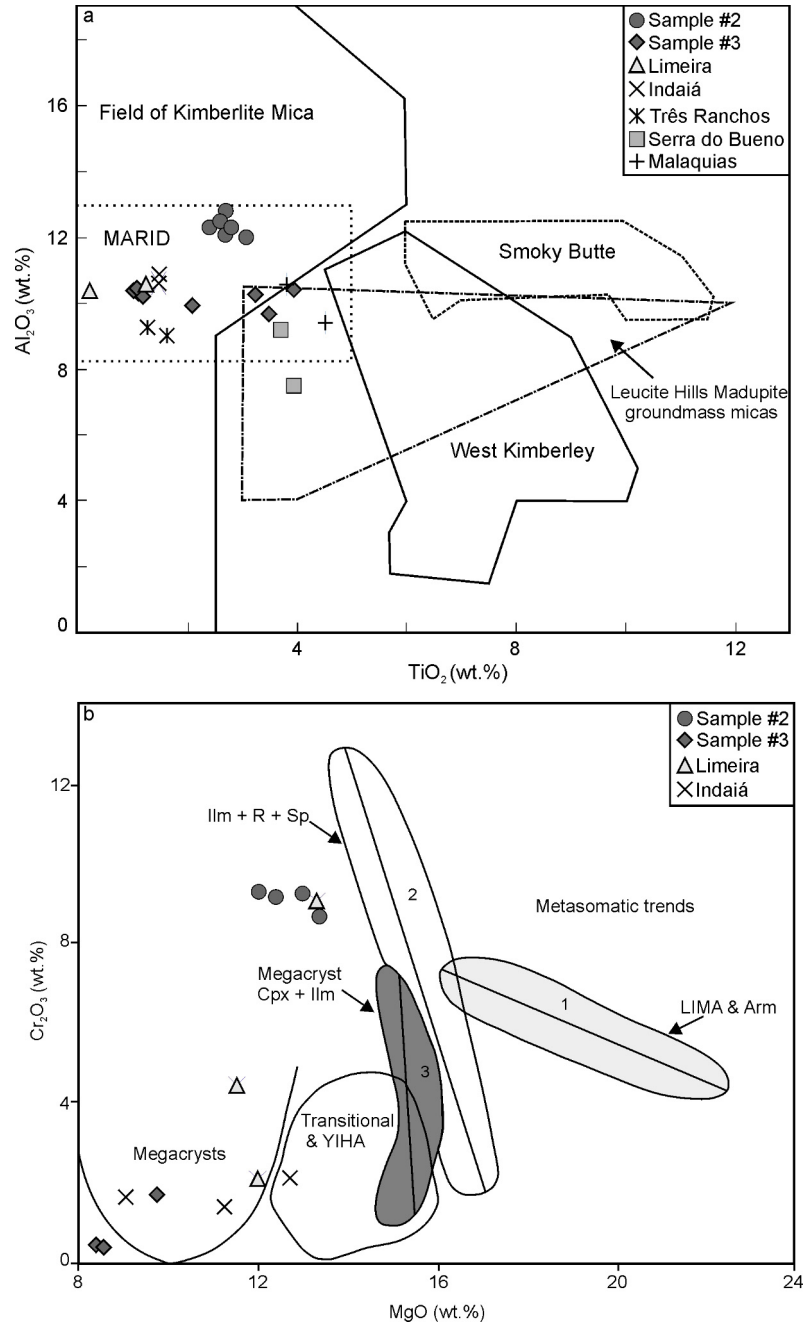 a
Sample #2
Sample #3
Limeira
Indaiá
Três Ranchos
Serra do Bueno
Malaquias
Field of Kimberlite Mica
MARID
Smoky Butte
Leucite Hills Madupite
groundmass micas
West Kimberley
16
12
8
4
0
Al₂O₃ (wt.%)
4
8
12
TiO₂ (wt.%)
b
Sample #2
Sample #3
Limeira
Indaiá
Ilm + R + Sp
2
Metasomatic trends
Megacryst
Cpx + Ilm
1
LIMA & Arm
3
Transitional
& YIHA
Megacrysts
12
8
4
0
Cr₂O₃ (wt.%)
8
12
16
20
24
MgO (wt.%)